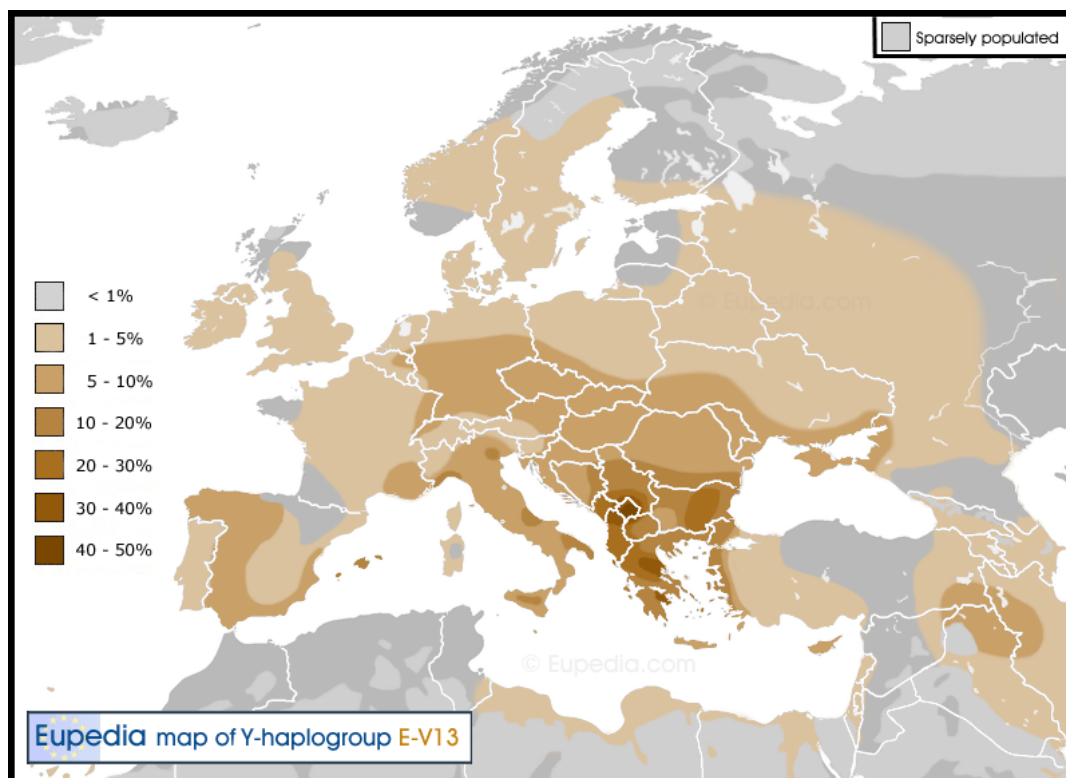 Sparsely populated
© Eupedia.com
< 1%
1 - 5%
5 - 10%
10 - 20%
20 - 30%
30 - 40%
40 - 50%
© Eupedia.com
Eupedia map of Y-haplogroup E-V13